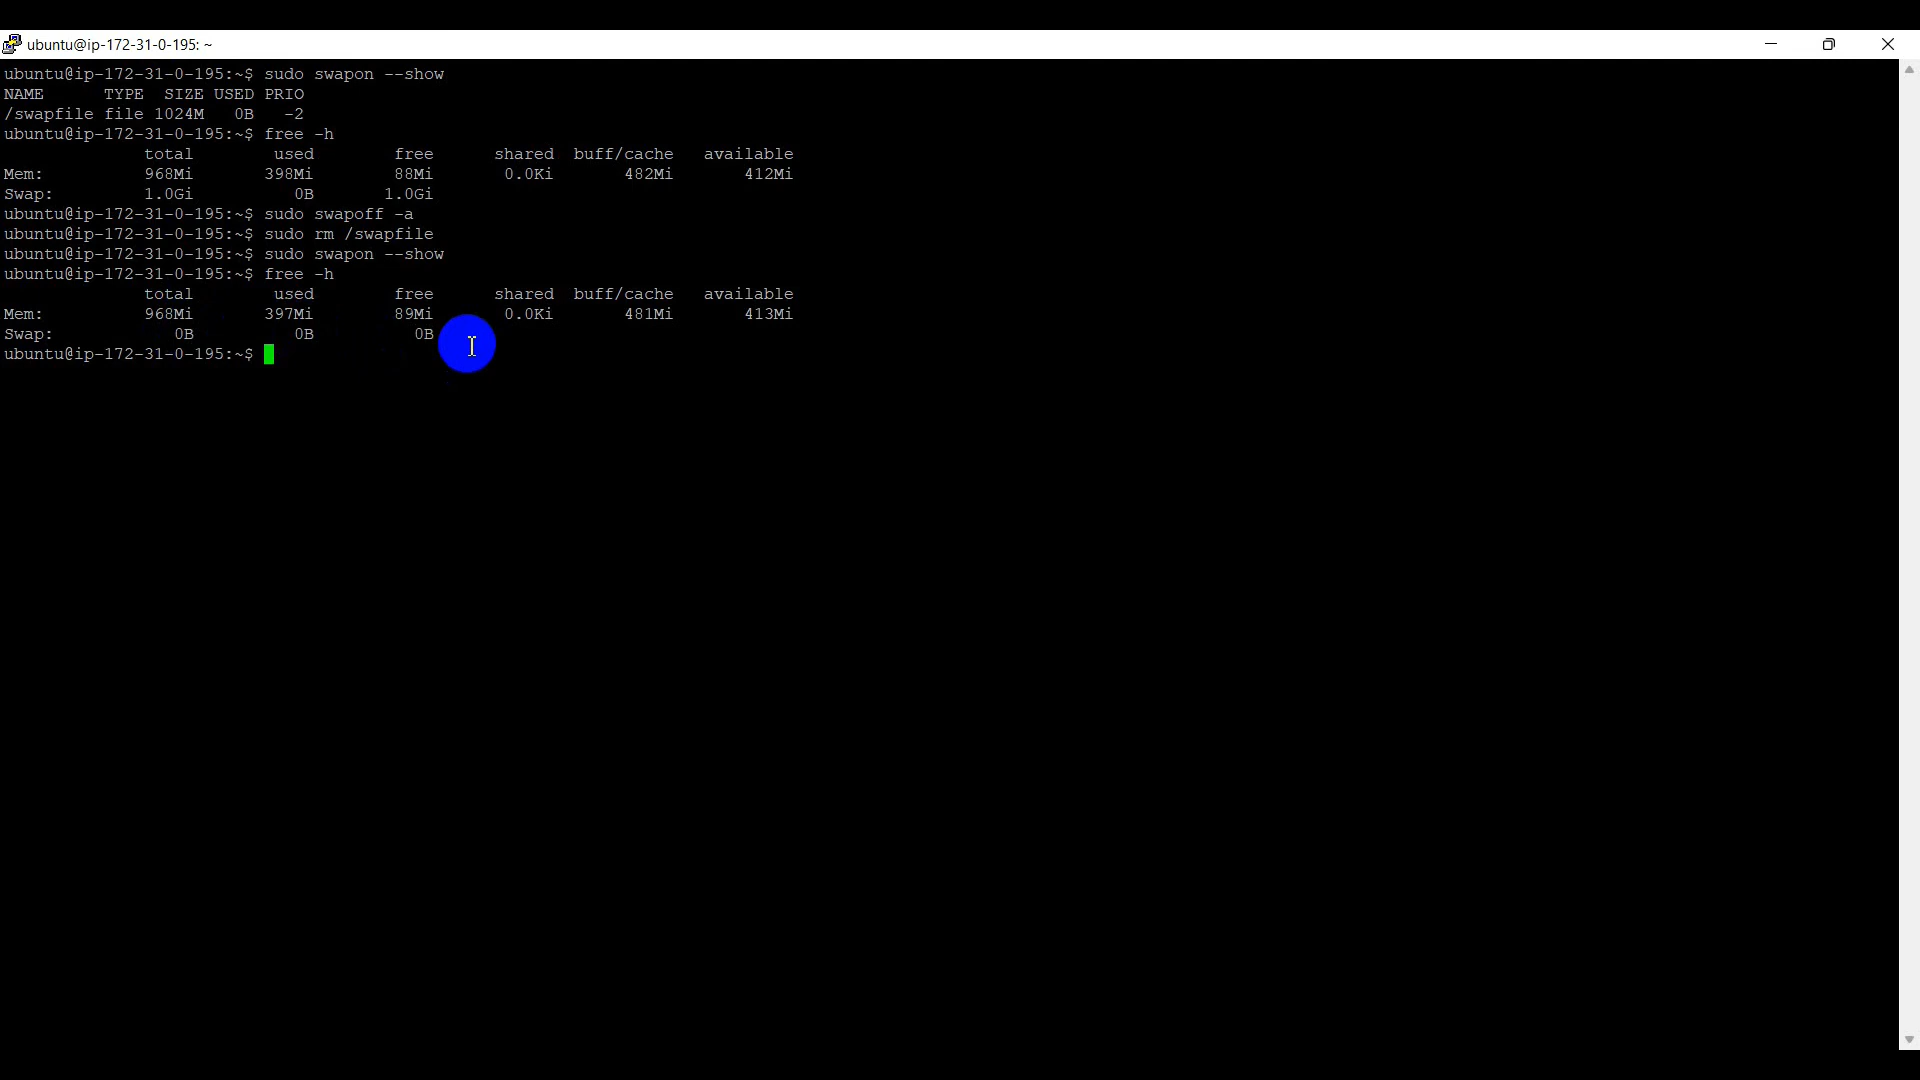 ubuntu@ip-172-31-0-195: ~
ubuntu@ip-172-31-0-195:~$ sudo swapon --show
NAME      TYPE  SIZE USED PRIO
/swapfile file 1024M   0B   -2
ubuntu@ip-172-31-0-195:~$ free -h
              total        used        free      shared  buff/cache   available
Mem:          968Mi       398Mi        88Mi       0.0Ki       482Mi       412Mi
Swap:         1.0Gi          0B       1.0Gi
ubuntu@ip-172-31-0-195:~$ sudo swapoff -a
ubuntu@ip-172-31-0-195:~$ sudo rm /swapfile
ubuntu@ip-172-31-0-195:~$ sudo swapon --show
ubuntu@ip-172-31-0-195:~$ free -h
              total        used        free      shared  buff/cache   available
Mem:          968Mi       397Mi        89Mi       0.0Ki       481Mi       413Mi
Swap:            0B          0B          0B
ubuntu@ip-172-31-0-195:~$